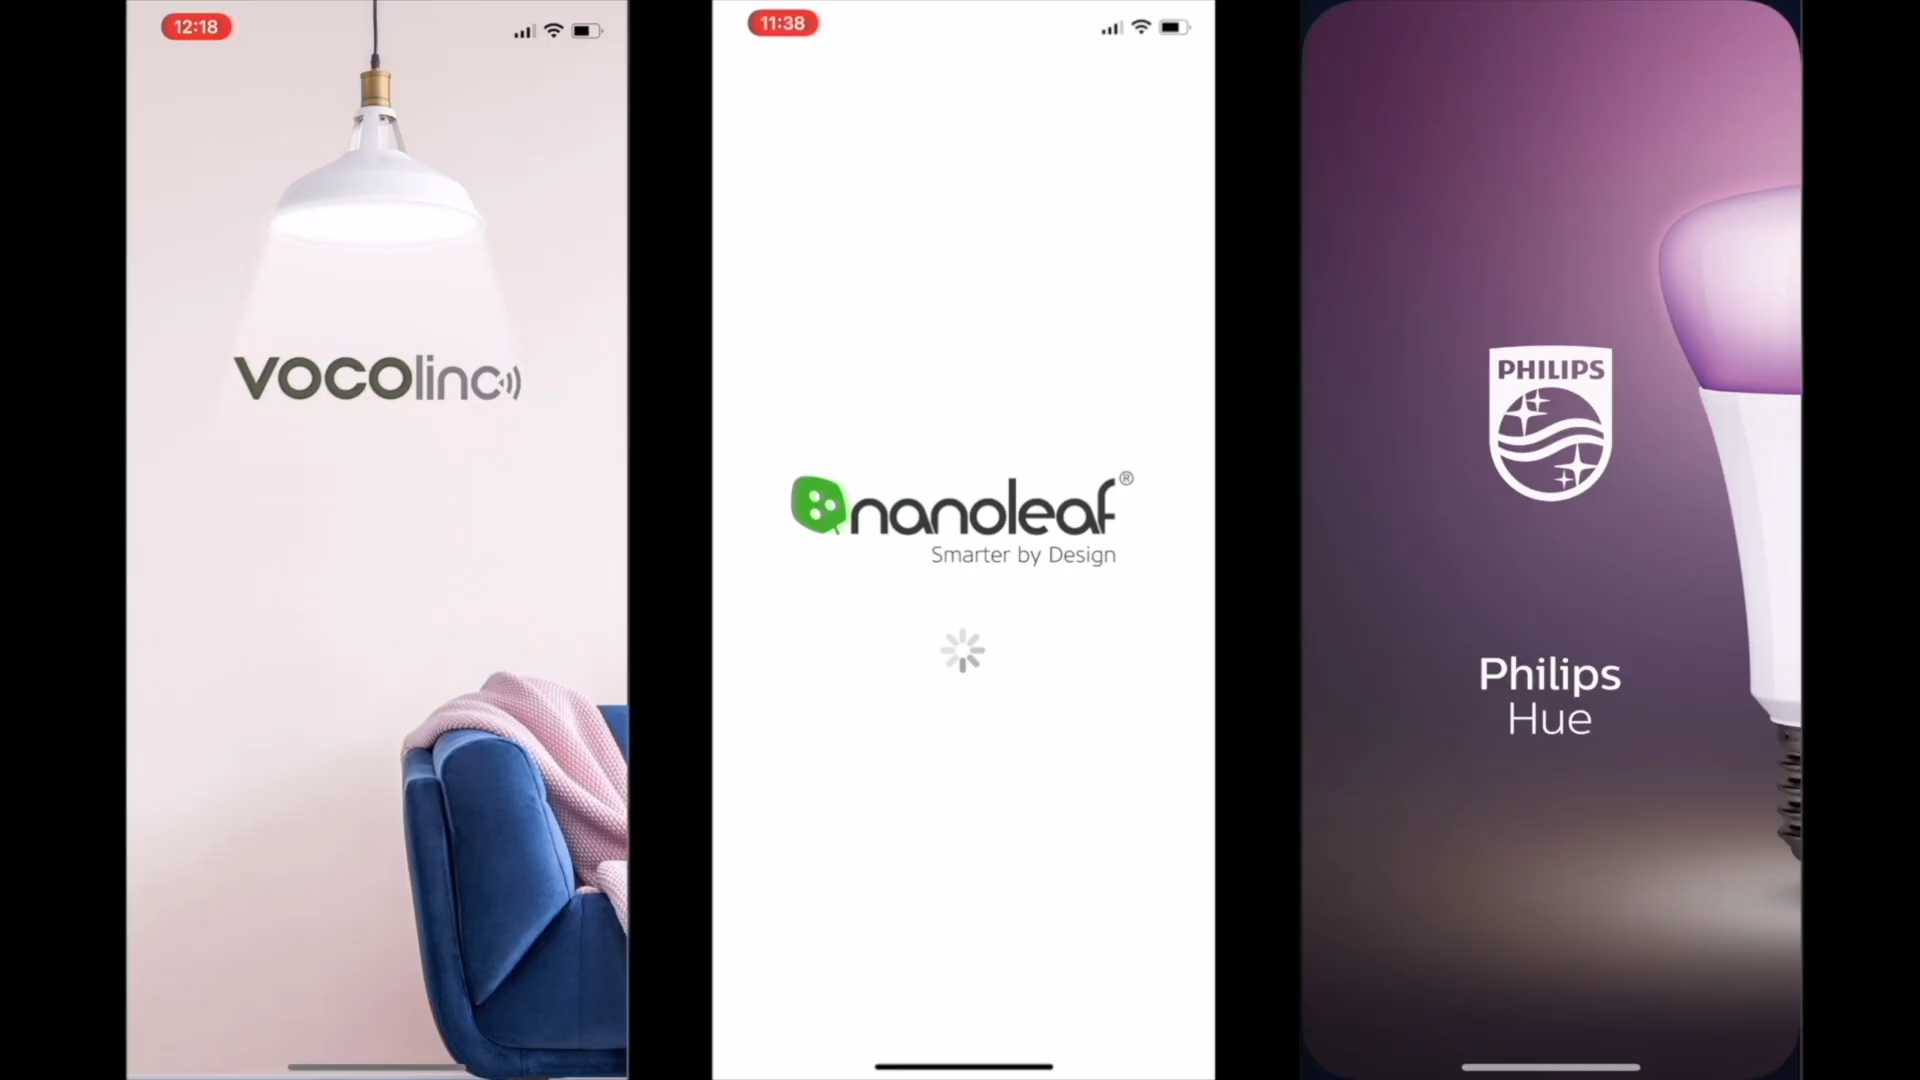 12:18
vocolinc
11:38
nanoleaf®
Smarter by Design
PHILIPS
Philips
Hue